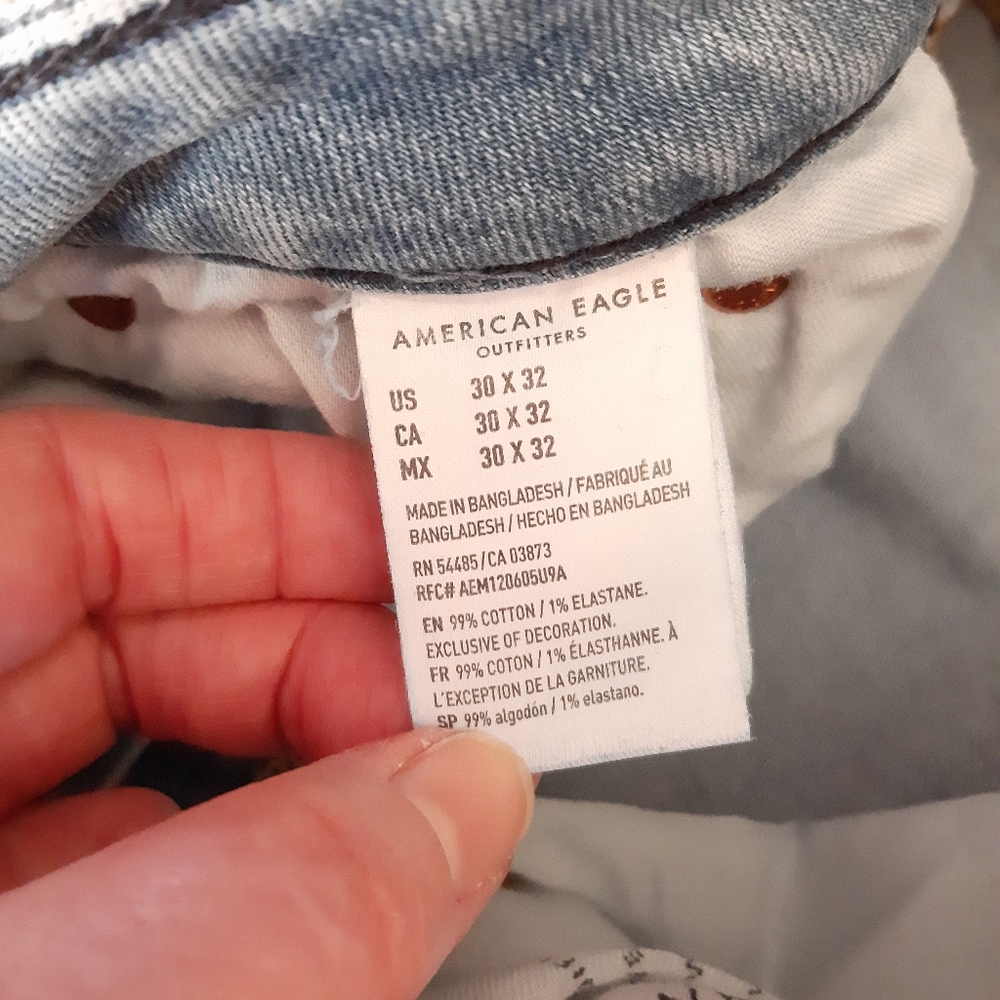 AMERICAN EAGLE
OUTFITTERS
US 30 X 32
CA 30 X 32
MX 30 X 32
MADE IN BANGLADESH / FABRIQUÉ AU
BANGLADESH / HECHO EN BANGLADESH
RN 54485 / CA 03873
RFC# AEM120605U9A
EN 99% COTTON / 1% ELASTANE.
EXCLUSIVE OF DECORATION.
FR 99% COTON / 1% ÉLASTHANNE. À
L'EXCEPTION DE LA GARNITURE.
SP 99% algodón / 1% elastano.